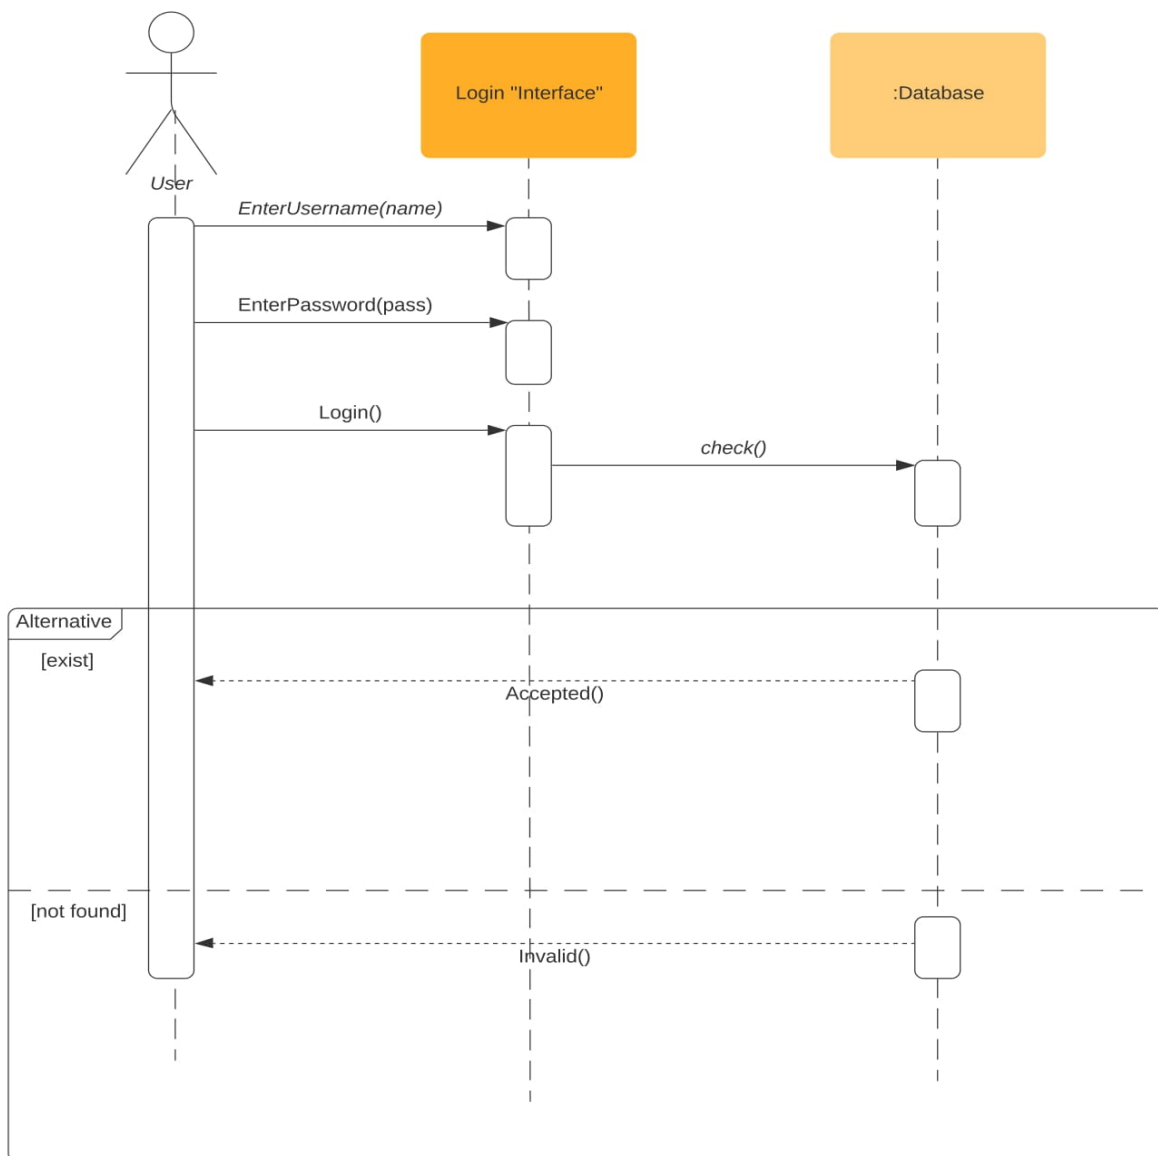 Login "Interface"
:Database
User
EnterUsername(name)
EnterPassword(pass)
Login()
check()
Alternative
[exist]
Accepted()
[not found]
Invalid()